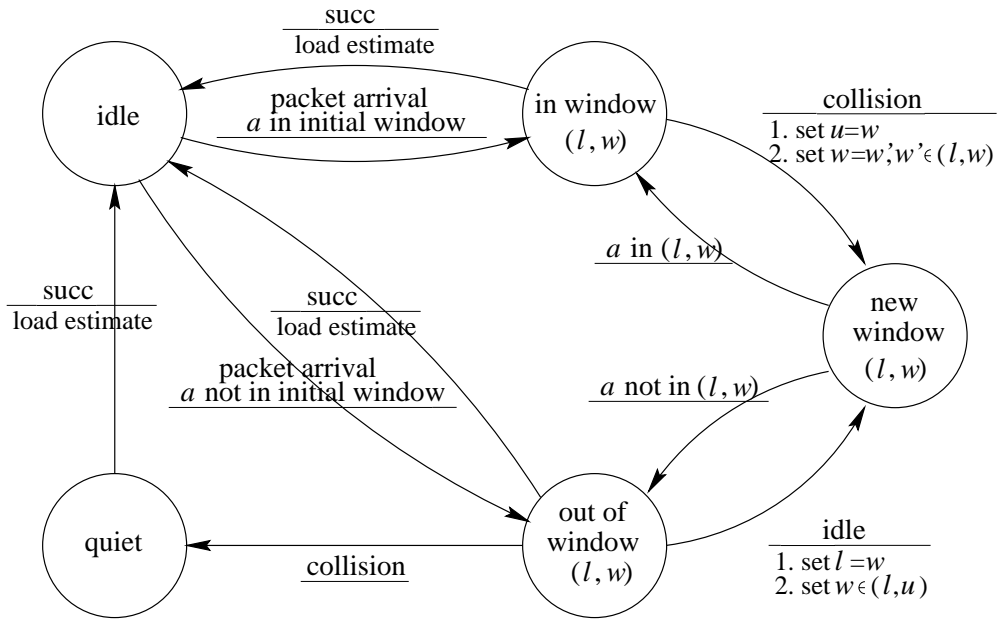 succ
load estimate
idle
packet arrival
a in initial window
in window
(l, w)
collision
1. set u=w
2. set w=w', w' ∈ (l, w)
a in (l, w)
succ
load estimate
succ
load estimate
new
window
(l, w)
packet arrival
a not in initial window
a not in (l, w)
quiet
collision
out of
window
(l, w)
idle
1. set l =w
2. set w ∈ (l,u)